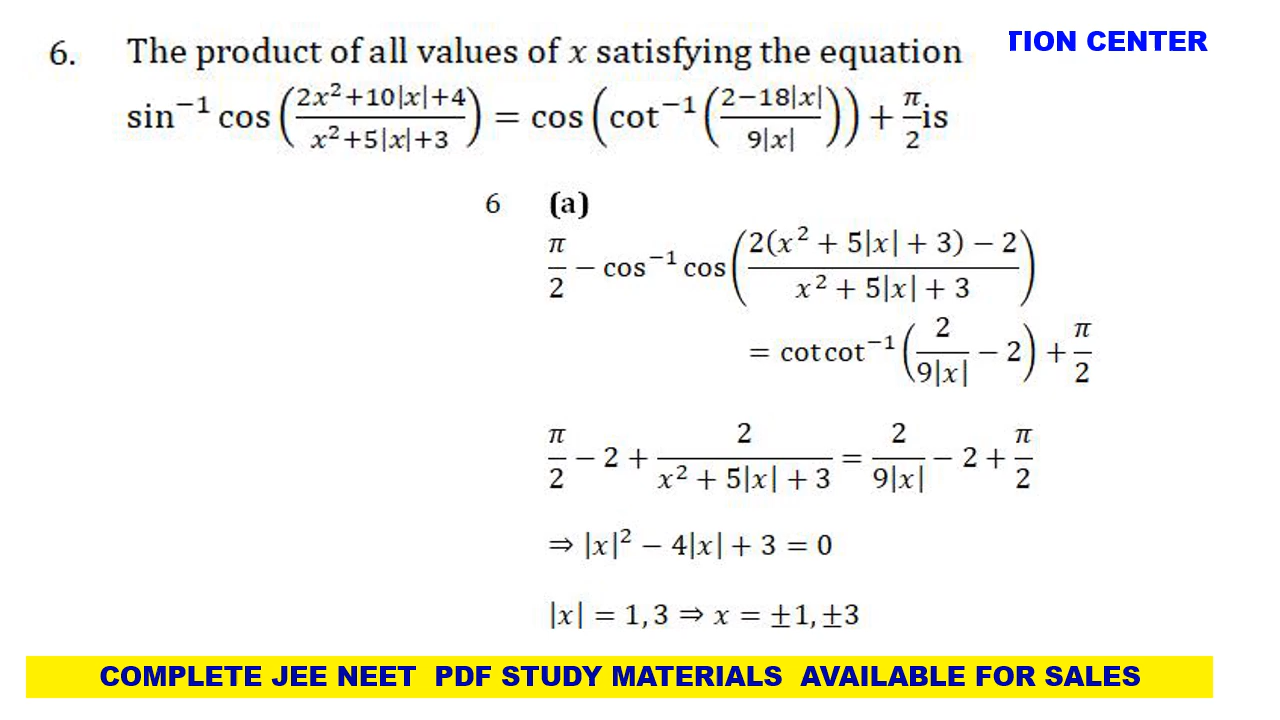 TION CENTER
6. The product of all values of x satisfying the equation
sin⁻¹ cos ((2x²+10|x|+4)/(x²+5|x|+3)) = cos (cot⁻¹ ((2−18|x|)/(9|x|))) + π/2 is
6 (a)
π/2 − cos⁻¹ cos ((2(x² + 5|x| + 3) − 2)/(x² + 5|x| + 3))
= cot cot⁻¹ (2/(9|x|) − 2) + π/2
π/2 − 2 + 2/(x² + 5|x| + 3) = 2/(9|x|) − 2 + π/2
⇒ |x|² − 4|x| + 3 = 0
|x| = 1, 3 ⇒ x = ±1, ±3
COMPLETE JEE NEET PDF STUDY MATERIALS AVAILABLE FOR SALES